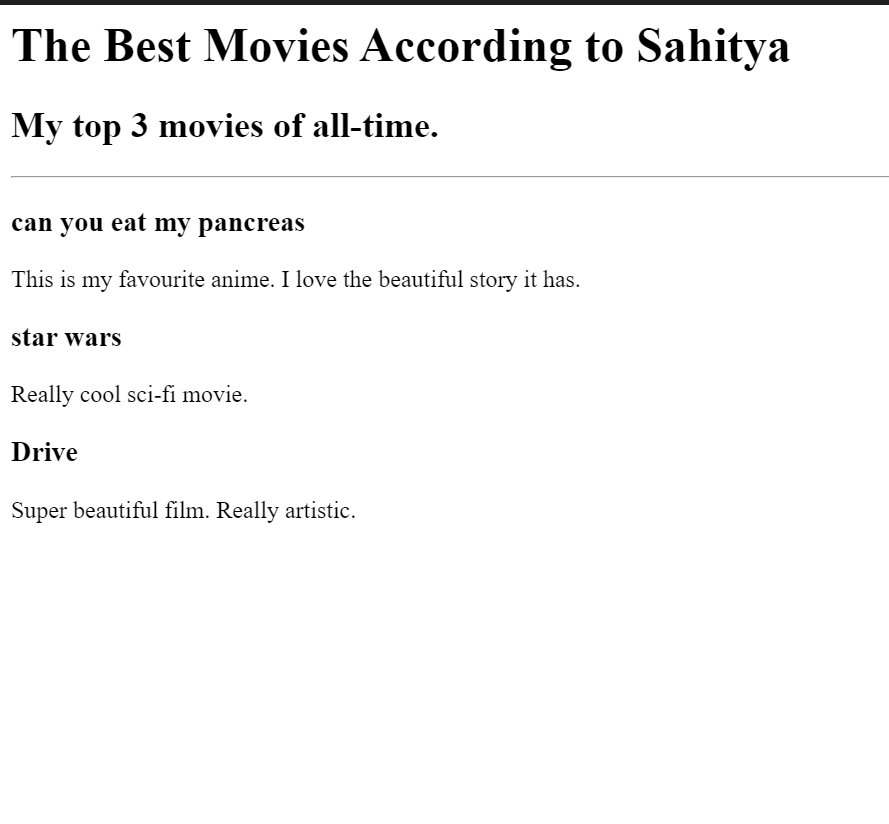 The Best Movies According to Sahitya
My top 3 movies of all-time.
can you eat my pancreas
This is my favourite anime. I love the beautiful story it has.
star wars
Really cool sci-fi movie.
Drive
Super beautiful film. Really artistic.